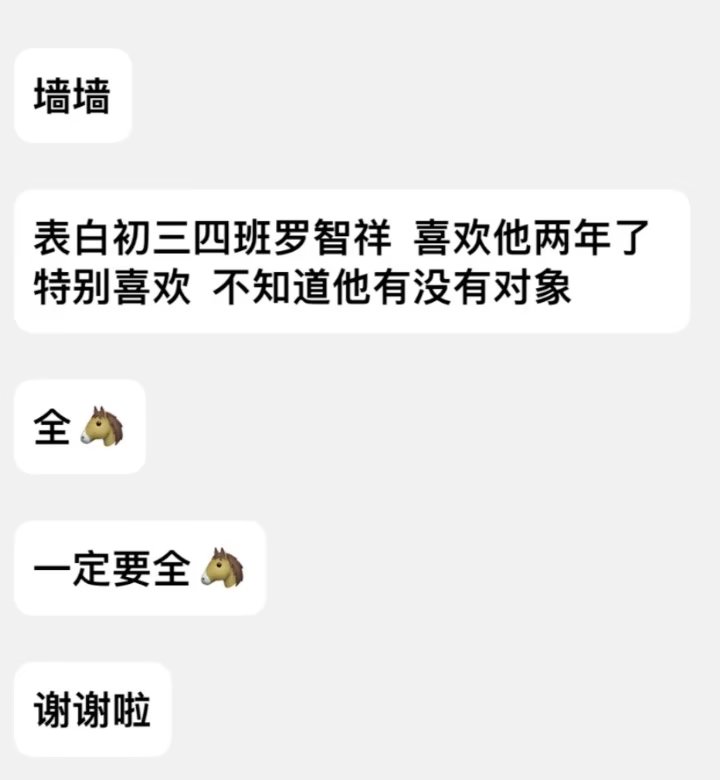 墙墙
表白初三四班罗智祥 喜欢他两年了
特别喜欢 不知道他有没有对象
全🐴
一定要全🐴
谢谢啦